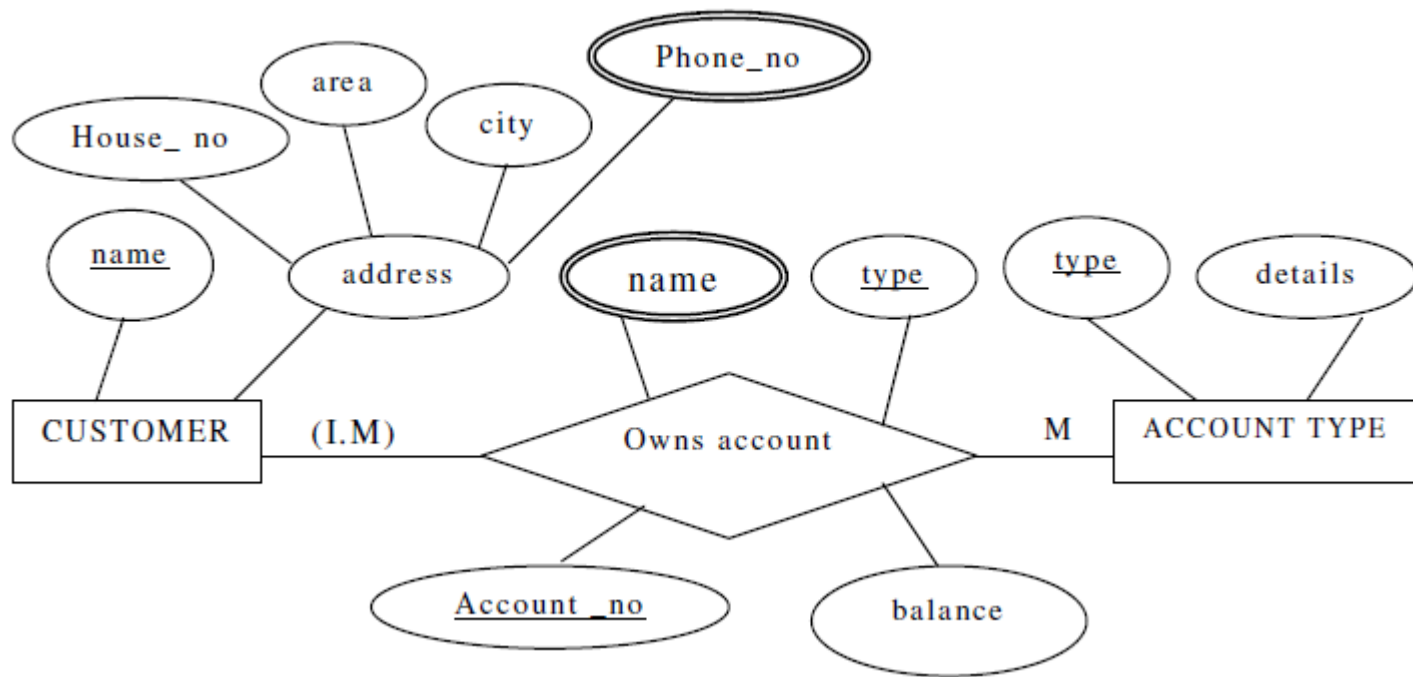 Phone_no
area
House_ no
city
name
address
name
type
type
details
CUSTOMER
(I.M)
Owns account
M
ACCOUNT TYPE
Account _no
balance